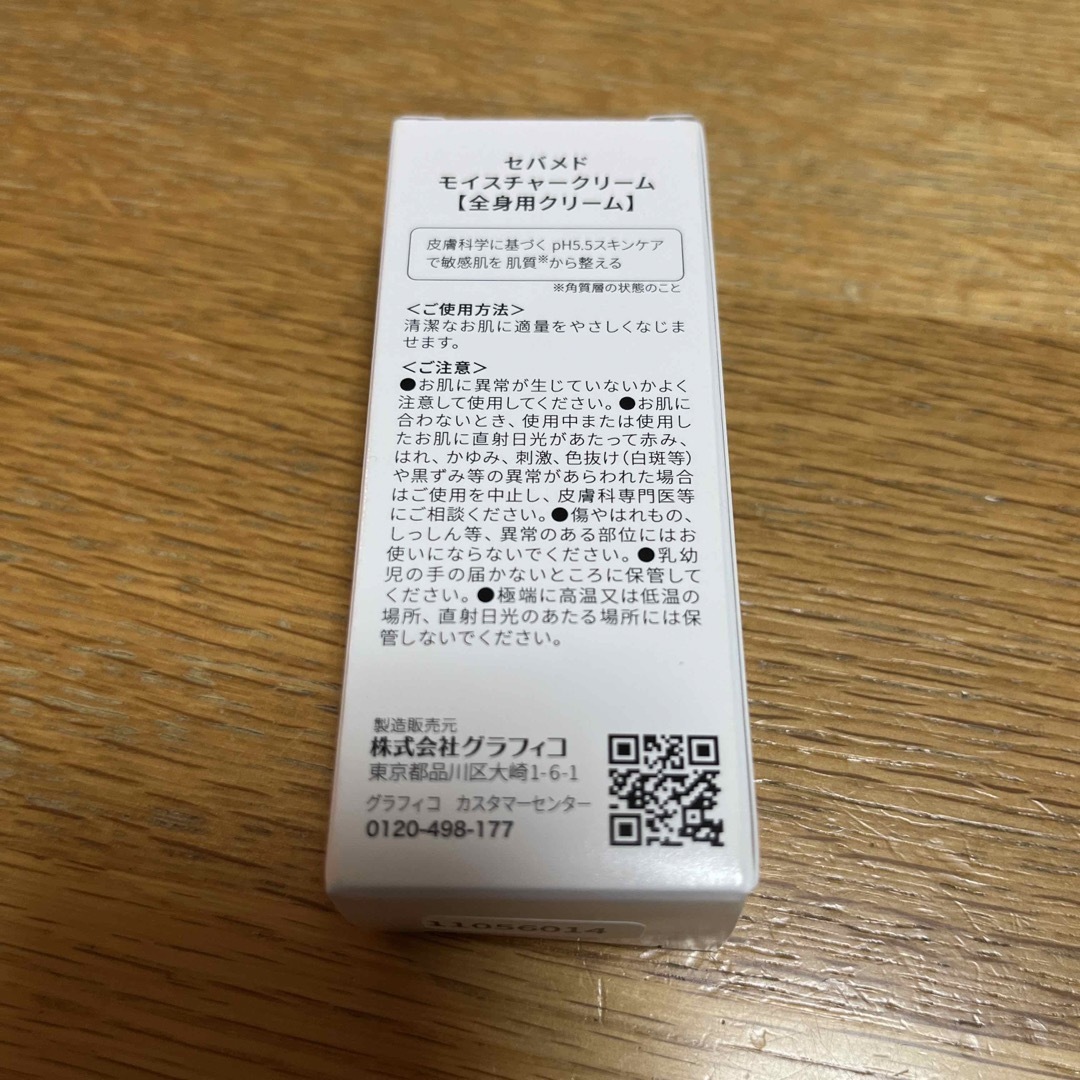 セバメド
モイスチャークリーム
【全身用クリーム】
皮膚科学に基づく pH5.5スキンケア
で敏感肌を 肌質※から整える
※角質層の状態のこと
＜ご使用方法＞
清潔なお肌に適量をやさしくなじま
せます。
＜ご注意＞
●お肌に異常が生じていないかよく
注意して使用してください。●お肌に
合わないとき、使用中または使用し
たお肌に直射日光があたって赤み、
はれ、かゆみ、刺激、色抜け(白斑等)
や黒ずみ等の異常があらわれた場合
はご使用を中止し、皮膚科専門医等
にご相談ください。●傷やはれもの、
しっしん等、異常のある部位にはお
使いにならないでください。●乳幼
児の手の届かないところに保管して
ください。●極端に高温又は低温の
場所、直射日光のあたる場所には保
管しないでください。
製造販売元
株式会社グラフィコ
東京都品川区大崎1-6-1
グラフィコ カスタマーセンター
0120-498-177
11056014